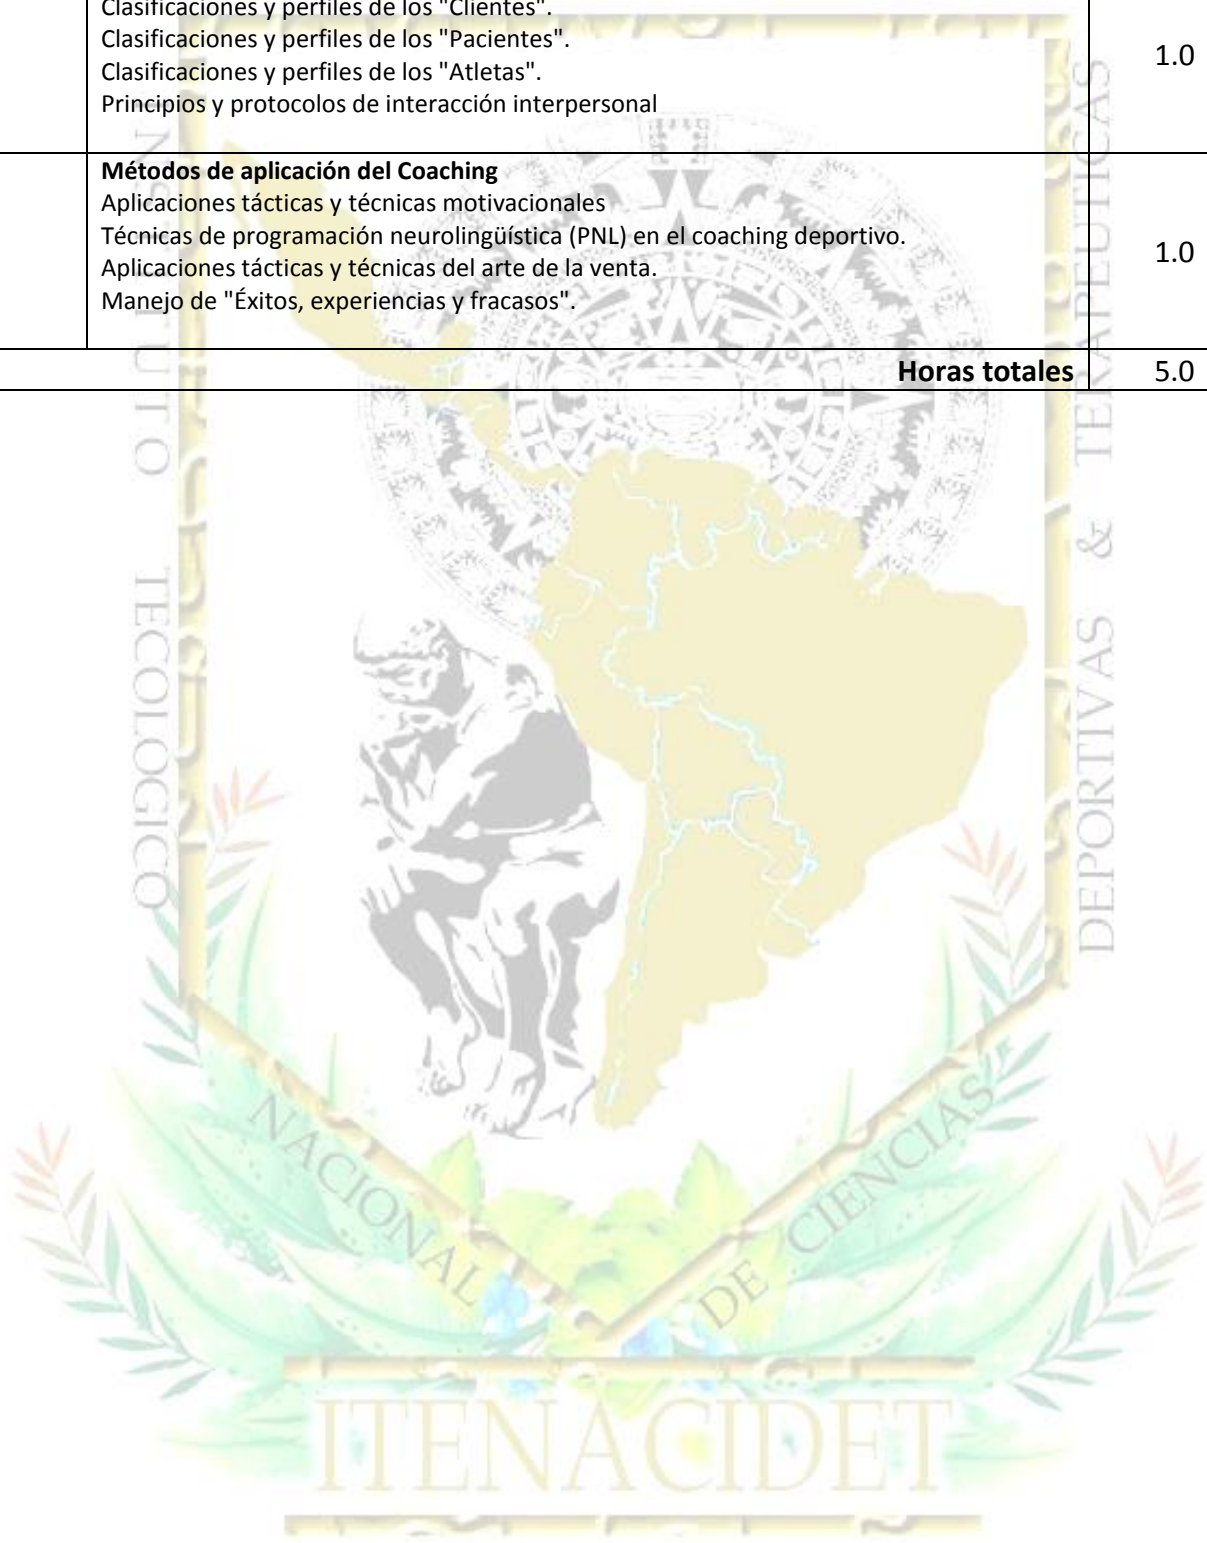 Clasificaciones y perfiles de los "Clientes".
Clasificaciones y perfiles de los "Pacientes".
Clasificaciones y perfiles de los "Atletas".
Principios y protocolos de interacción interpersonal
1.0
Métodos de aplicación del Coaching
Aplicaciones tácticas y técnicas motivacionales
Técnicas de programación neurolingüística (PNL) en el coaching deportivo.
Aplicaciones tácticas y técnicas del arte de la venta.
Manejo de "Éxitos, experiencias y fracasos".
1.0
Horas totales 5.0
INSTITUTO TECOLOGICO
NACIONAL DE CIENCIAS
DEPORTIVAS & TERAPEUTICAS
ITENACIDET